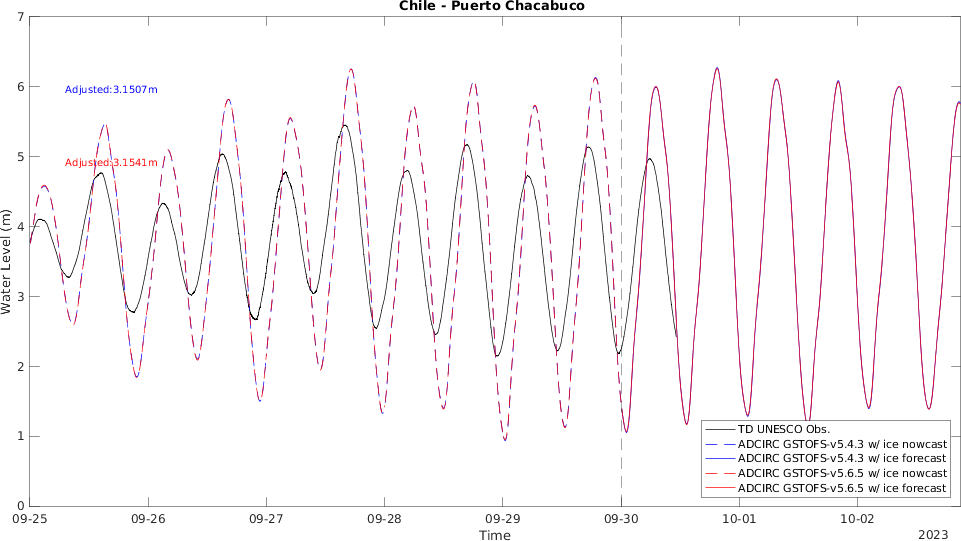 Chile - Puerto Chacabuco
7
6
5
4
3
2
1
0
Water Level (m)
Adjusted:3.1507m
Adjusted:3.1541m
TD UNESCO Obs.
ADCIRC GSTOFS-v5.4.3 w/ ice nowcast
ADCIRC GSTOFS-v5.4.3 w/ ice forecast
ADCIRC GSTOFS-v5.6.5 w/ ice nowcast
ADCIRC GSTOFS-v5.6.5 w/ ice forecast
09-25 09-26 09-27 09-28 09-29 09-30 10-01 10-02
Time
2023